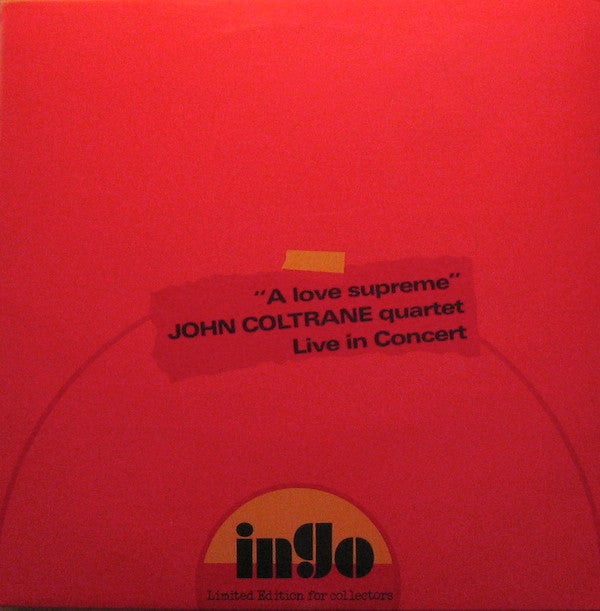 "A love supreme"
JOHN COLTRANE quartet
Live in Concert
ingo
Limited Edition for collectors